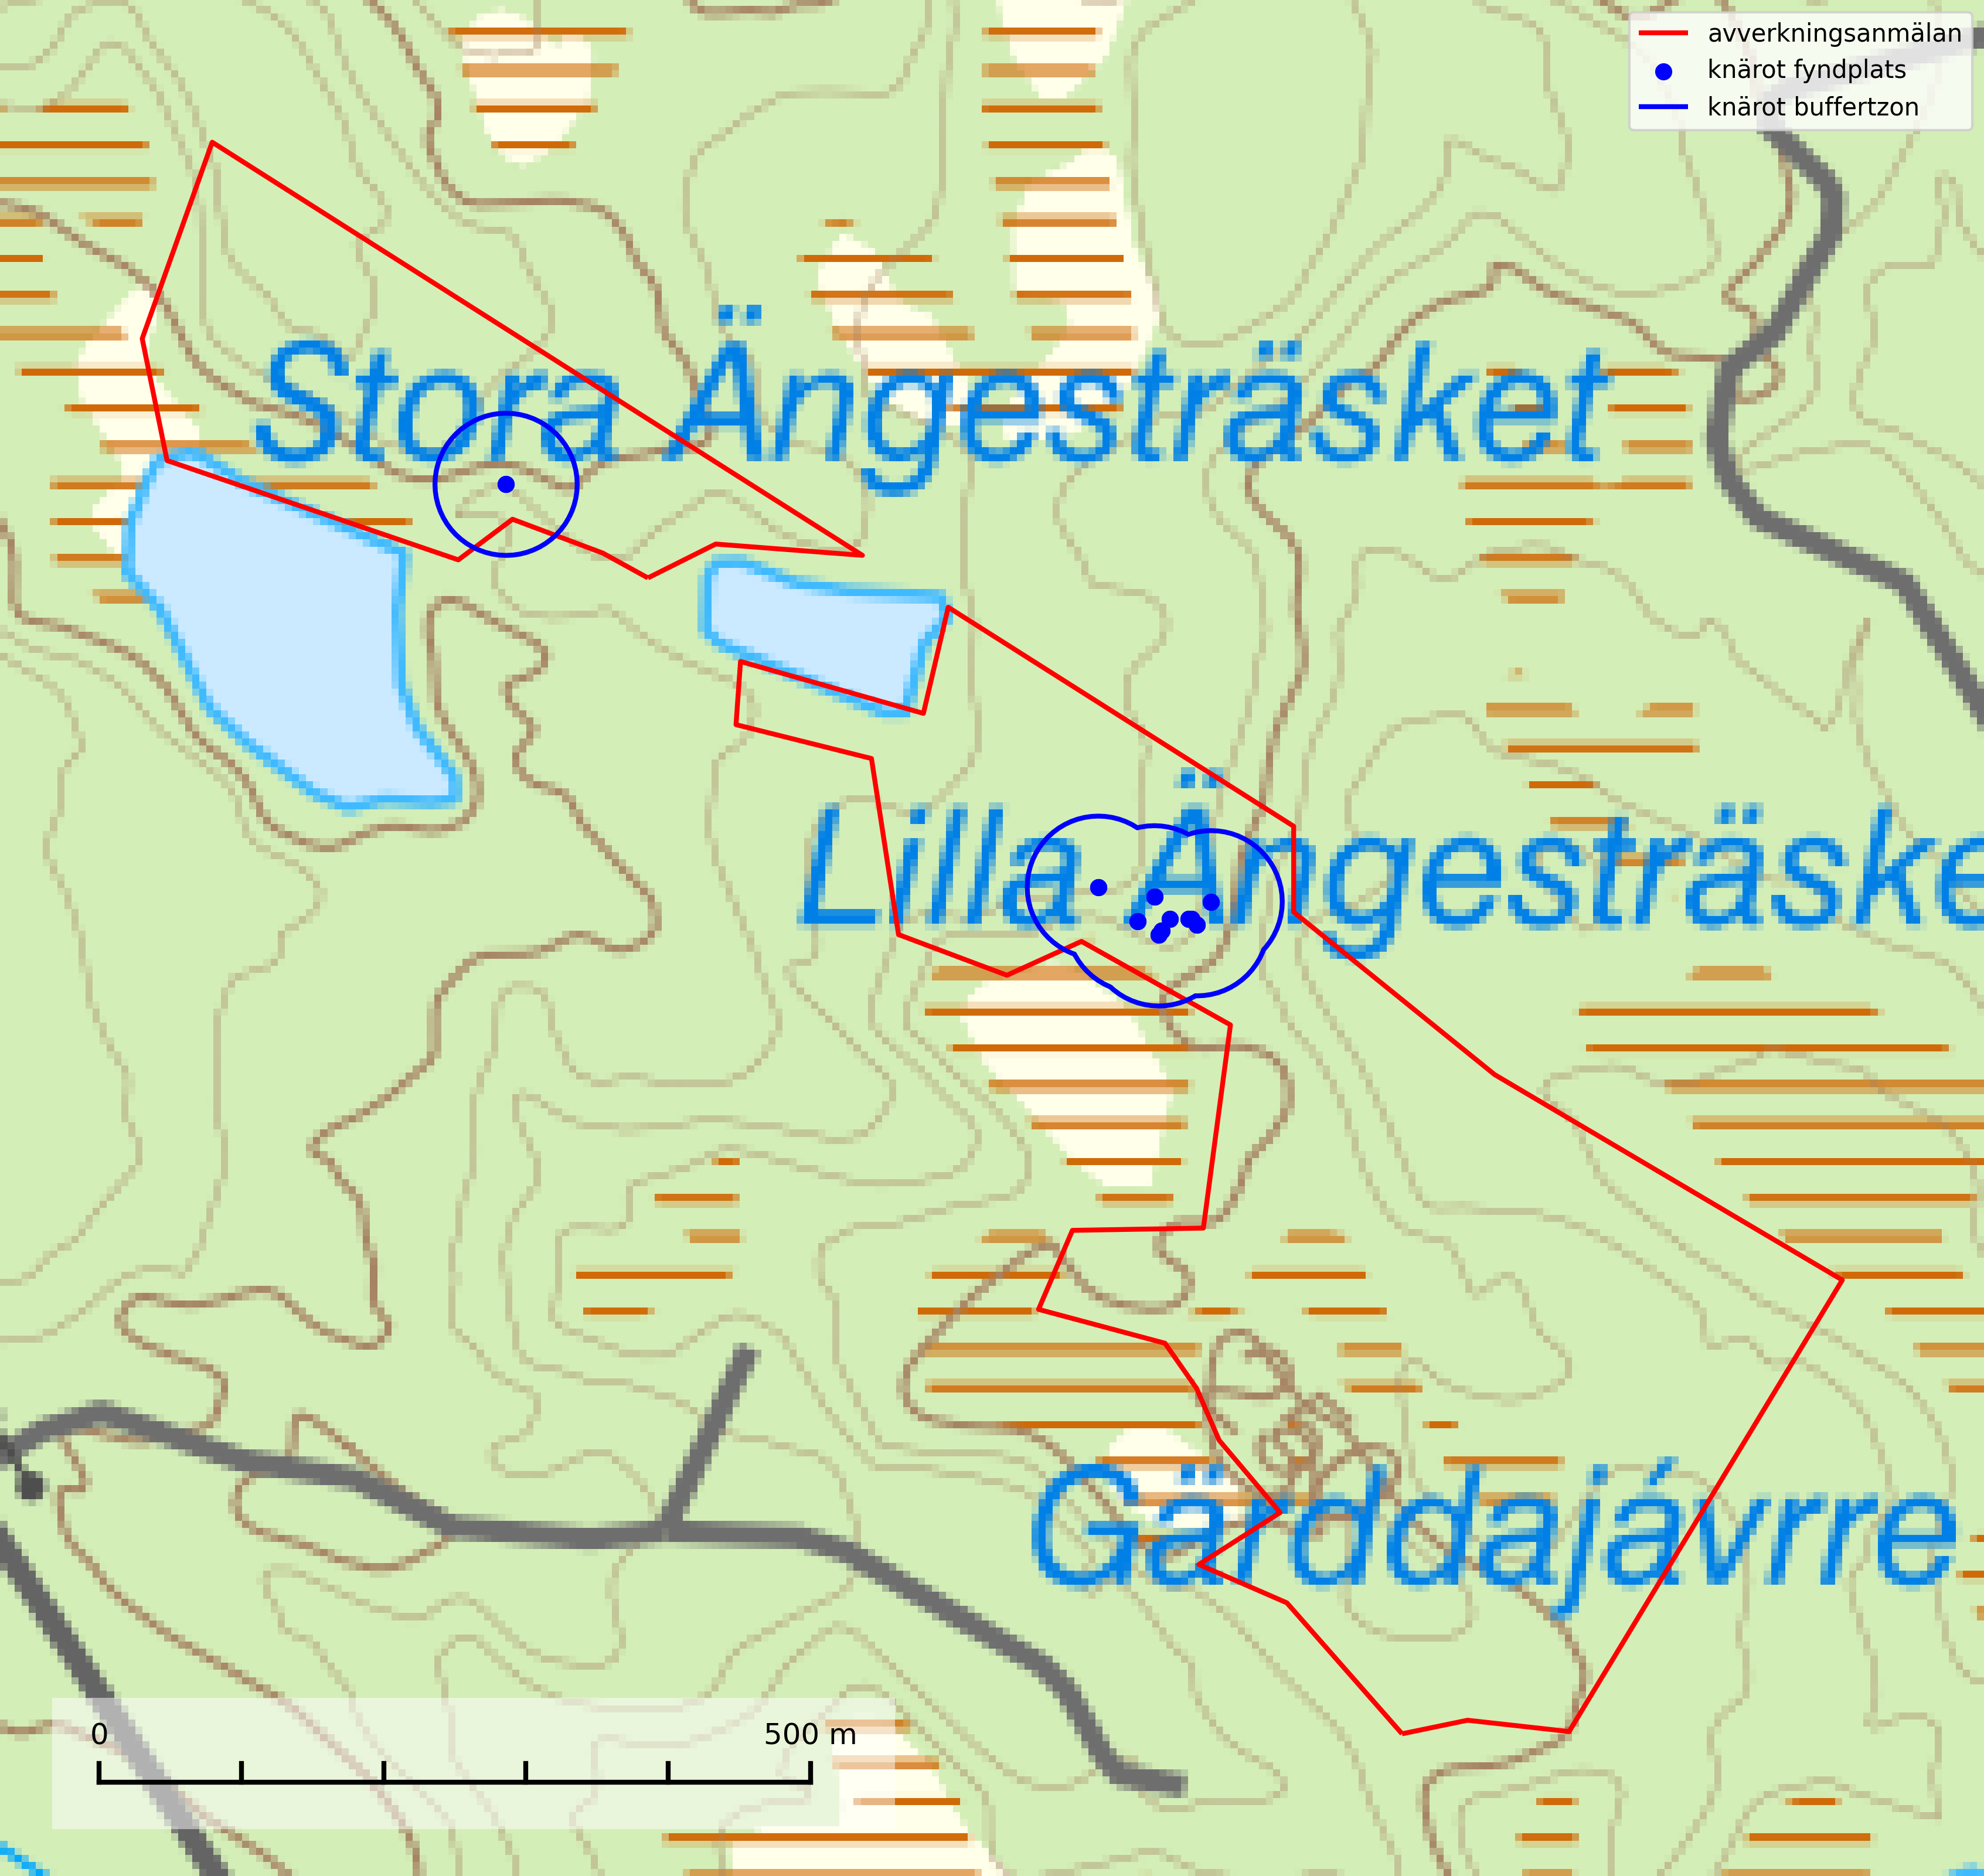 avverkningsanmälan
knärot fyndplats
knärot buffertzon
Stora Ängesträsket
Lilla Ängesträske
Gärddajávrre
0 500 m